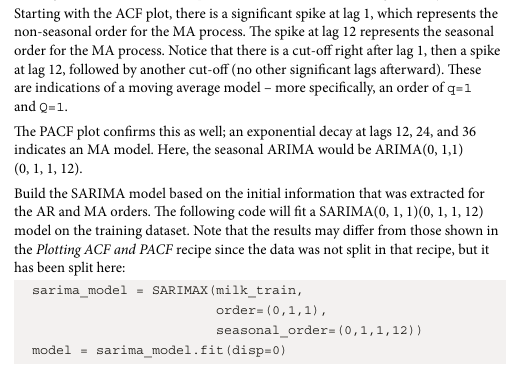 Starting with the ACF plot, there is a significant spike at lag 1, which represents the
non-seasonal order for the MA process. The spike at lag 12 represents the seasonal
order for the MA process. Notice that there is a cut-off right after lag 1, then a spike
at lag 12, followed by another cut-off (no other significant lags afterward). These
are indications of a moving average model – more specifically, an order of q=1
and Q=1.
The PACF plot confirms this as well; an exponential decay at lags 12, 24, and 36
indicates an MA model. Here, the seasonal ARIMA would be ARIMA(0, 1,1)
(0, 1, 1, 12).
Build the SARIMA model based on the initial information that was extracted for
the AR and MA orders. The following code will fit a SARIMA(0, 1, 1)(0, 1, 1, 12)
model on the training dataset. Note that the results may differ from those shown in
the Plotting ACF and PACF recipe since the data was not split in that recipe, but it
has been split here:
sarima_model = SARIMAX(milk_train,
order=(0,1,1),
seasonal_order=(0,1,1,12))
model = sarima_model.fit(disp=0)